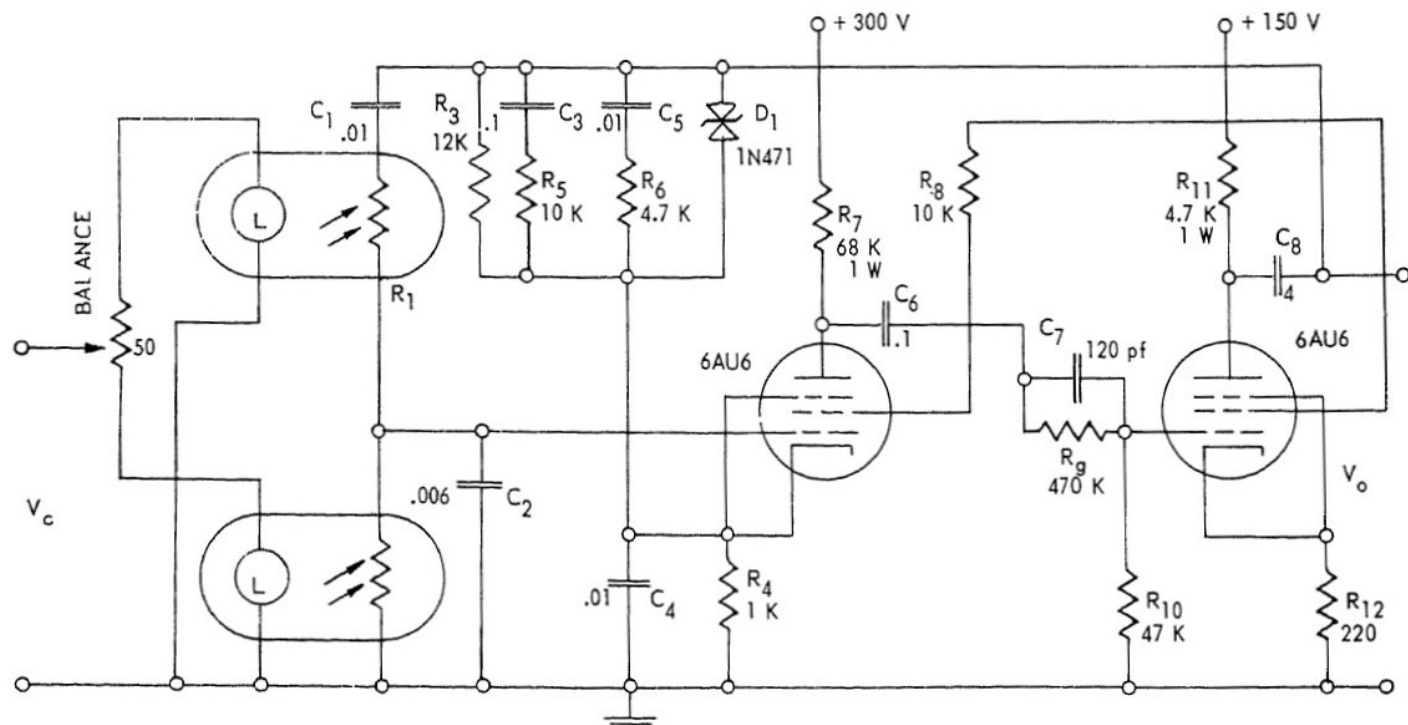 + 300 V
+ 150 V
C1
.01
R3
12K
.1
C3
R5
10 K
.01
C5
R6
4.7 K
D1
1N471
R8
10 K
R7
68 K
1 W
R11
4.7 K
1 W
C8
4
L
BALANCE
50
R1
C6
.1
C7
120 pf
6AU6
6AU6
Rg
470 K
Vo
Vc
.006
C2
L
.01
C4
R4
1 K
R10
47 K
R12
220